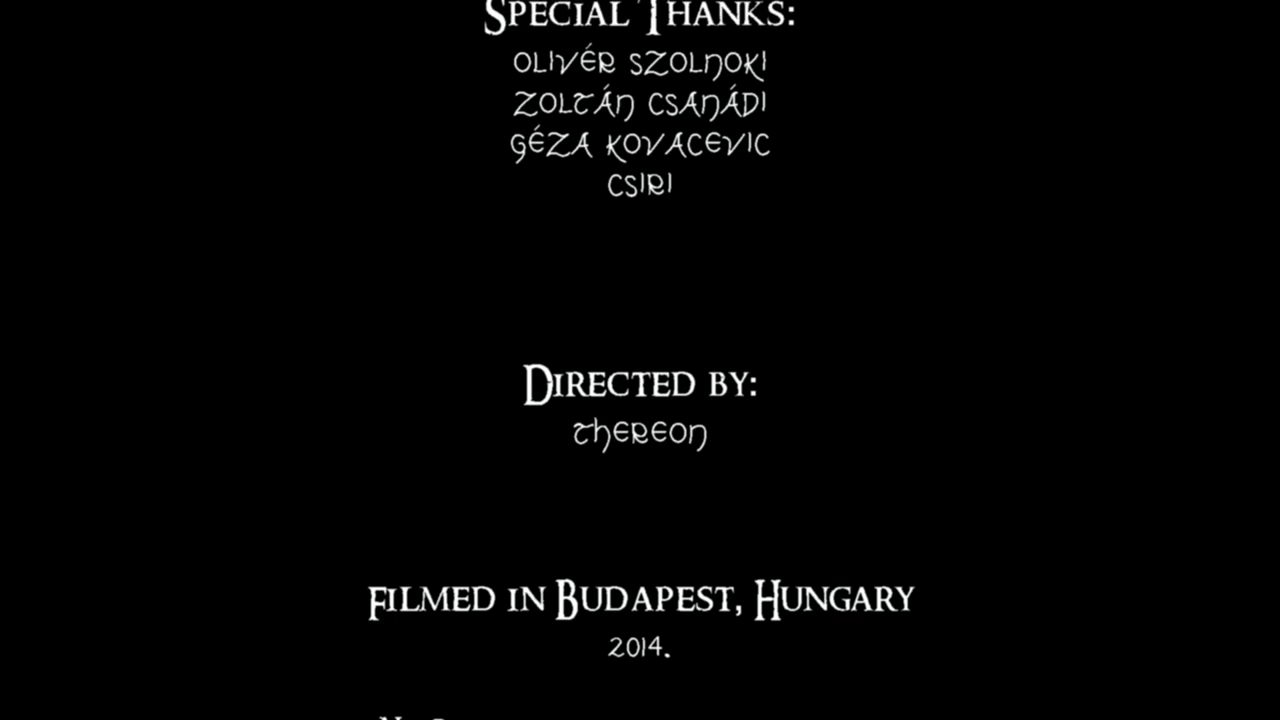 Special Thanks:
Olivér Szolnoki
Zoltán Csanádi
Géza Kovacevic
Csiri
Directed by:
Thereon
Filmed in Budapest, Hungary
2014.